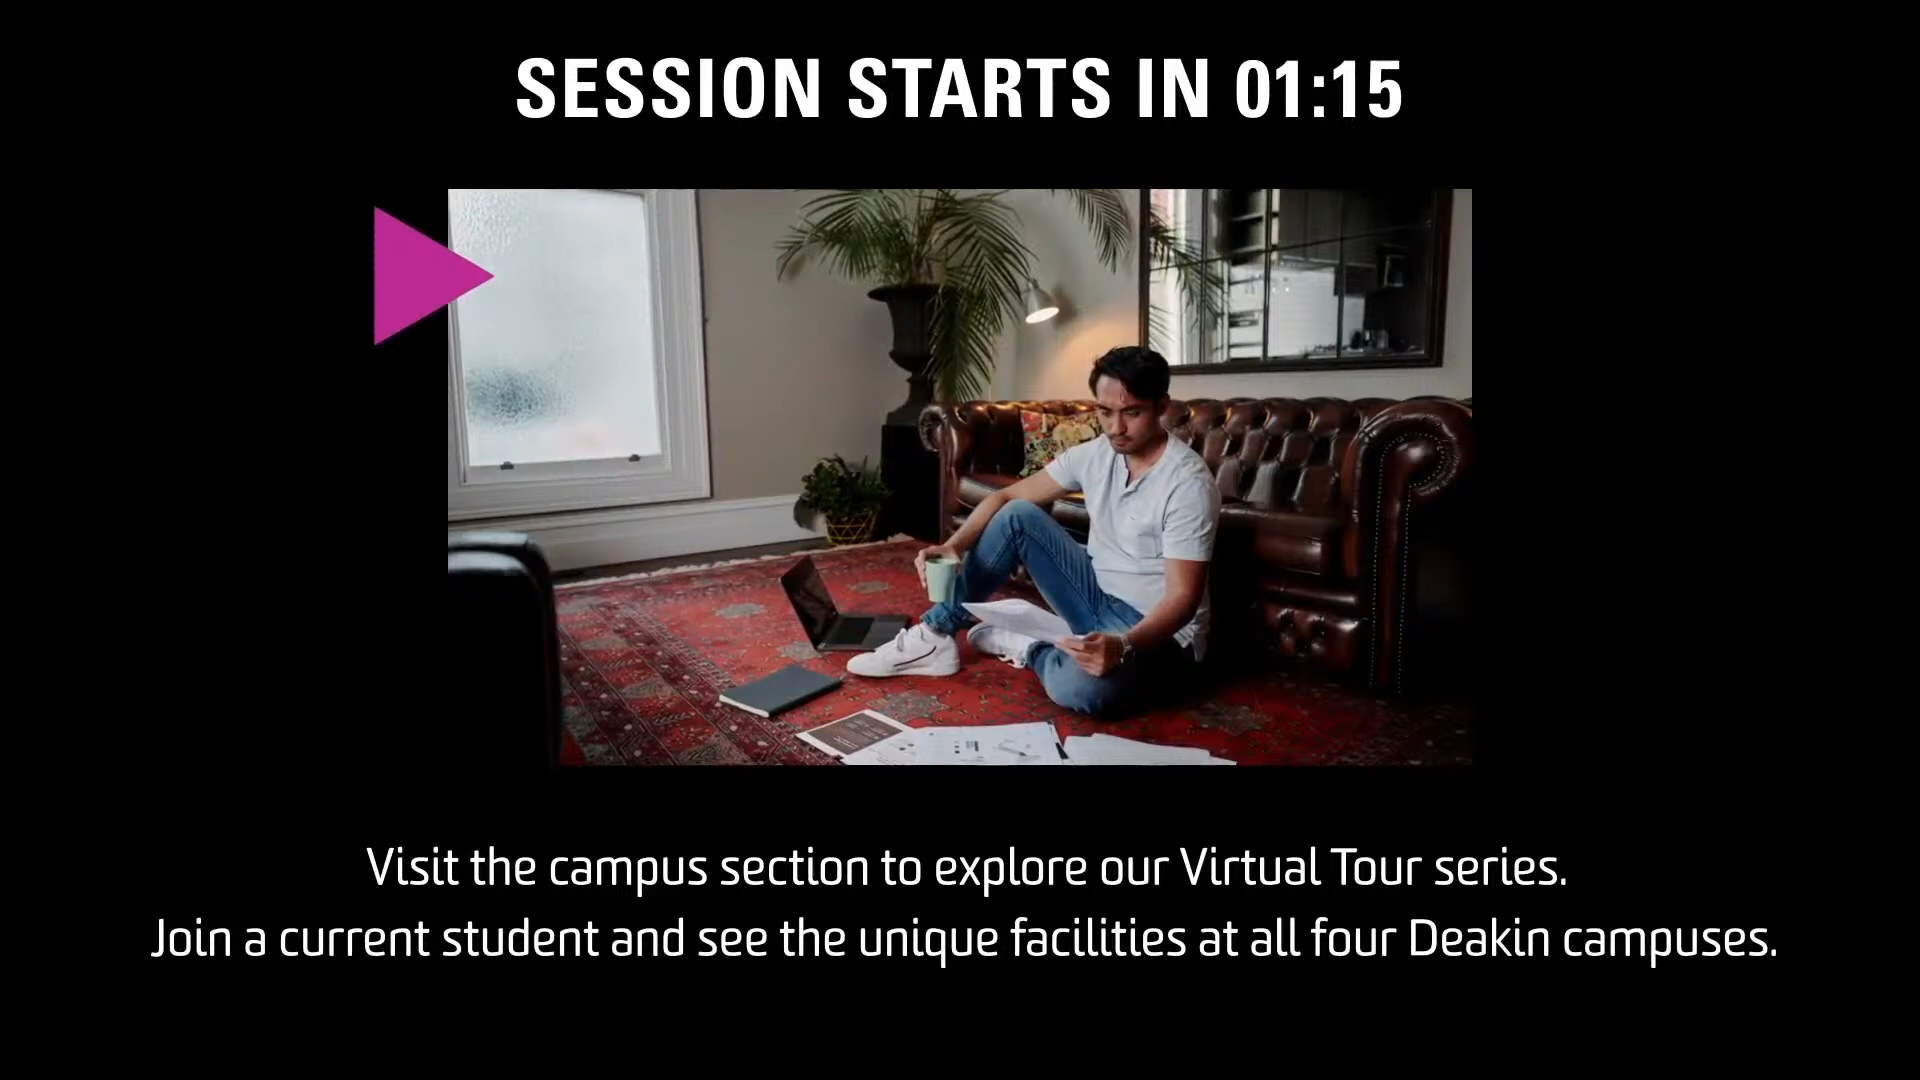 SESSION STARTS IN 01:15
Visit the campus section to explore our Virtual Tour series.
Join a current student and see the unique facilities at all four Deakin campuses.